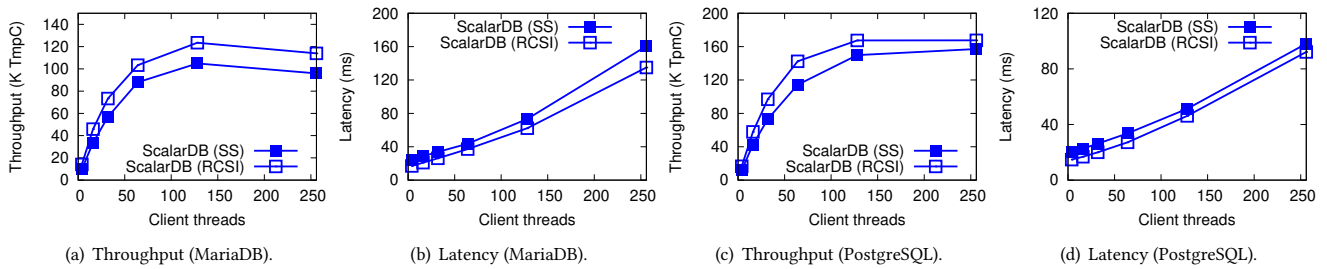 Throughput (K TmpC)
140
120
100
80
60
40
20
0
ScalarDB (SS)
ScalarDB (RCSI)
0 50 100 150 200 250
Client threads
(a) Throughput (MariaDB).
Latency (ms)
200
160
120
80
40
0
ScalarDB (SS)
ScalarDB (RCSI)
0 50 100 150 200 250
Client threads
(b) Latency (MariaDB).
Throughput (K TpmC)
200
160
120
80
40
0
ScalarDB (SS)
ScalarDB (RCSI)
0 50 100 150 200 250
Client threads
(c) Throughput (PostgreSQL).
Latency (ms)
120
80
40
0
ScalarDB (SS)
ScalarDB (RCSI)
0 50 100 150 200 250
Client threads
(d) Latency (PostgreSQL).